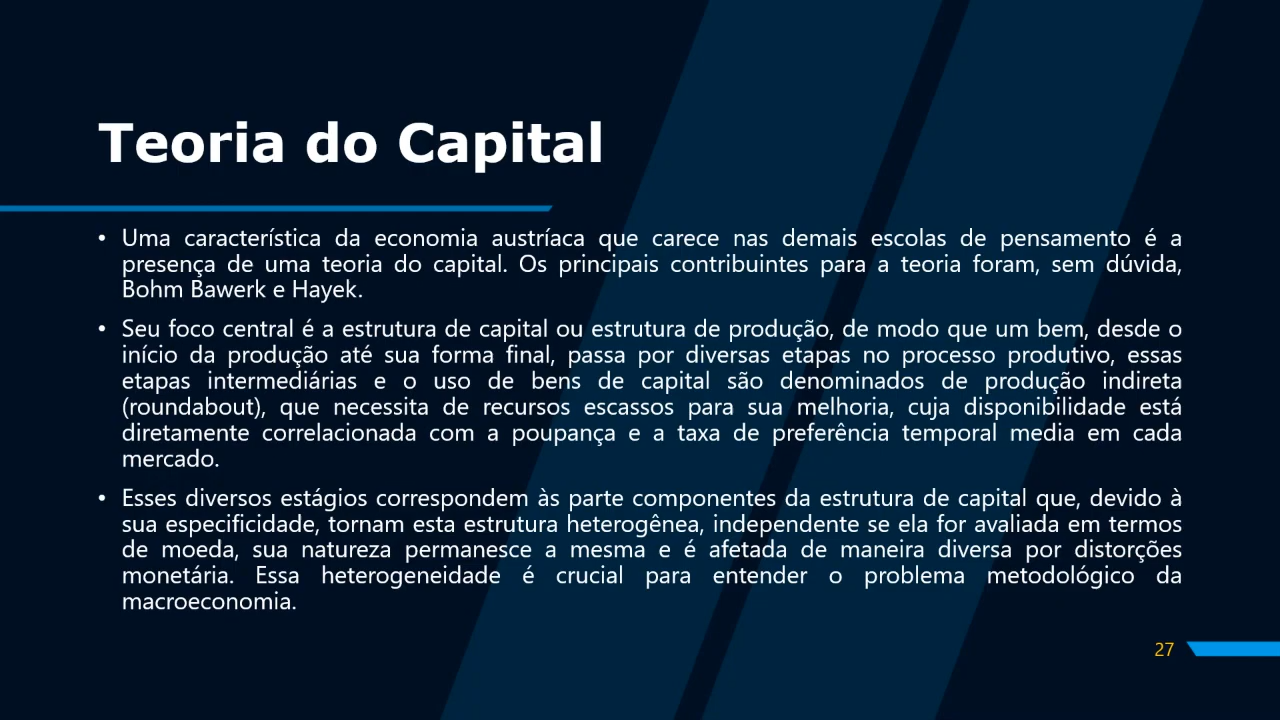 Teoria do Capital
• Uma característica da economia austríaca que carece nas demais escolas de pensamento é a
presença de uma teoria do capital. Os principais contribuintes para a teoria foram, sem dúvida,
Bohm Bawerk e Hayek.
• Seu foco central é a estrutura de capital ou estrutura de produção, de modo que um bem, desde o
início da produção até sua forma final, passa por diversas etapas no processo produtivo, essas
etapas intermediárias e o uso de bens de capital são denominados de produção indireta
(roundabout), que necessita de recursos escassos para sua melhoria, cuja disponibilidade está
diretamente correlacionada com a poupança e a taxa de preferência temporal media em cada
mercado.
• Esses diversos estágios correspondem às parte componentes da estrutura de capital que, devido à
sua especificidade, tornam esta estrutura heterogênea, independente se ela for avaliada em termos
de moeda, sua natureza permanesce a mesma e é afetada de maneira diversa por distorções
monetária. Essa heterogeneidade é crucial para entender o problema metodológico da
macroeconomia.
27